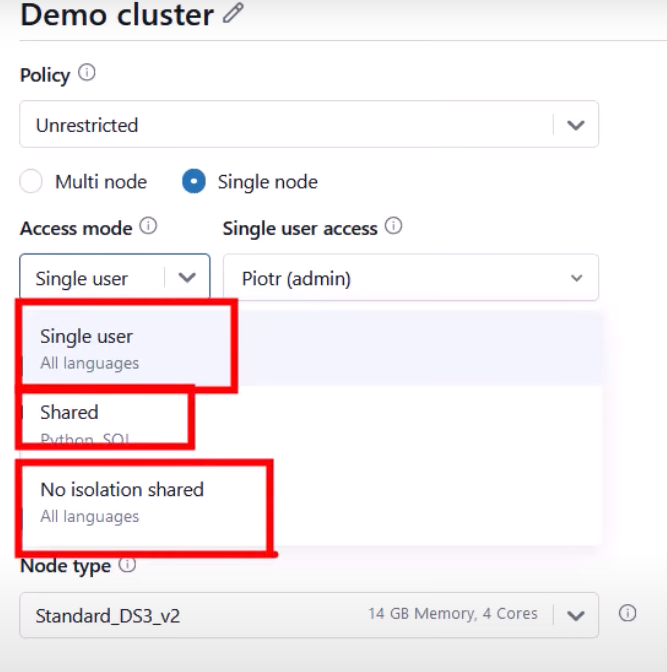 Demo cluster
Policy
Unrestricted
Multi node
Single node
Access mode
Single user access
Single user
Piotr (admin)
Single user
All languages
Shared
Python, SQL
No isolation shared
All languages
Node type
Standard_DS3_v2
14 GB Memory, 4 Cores